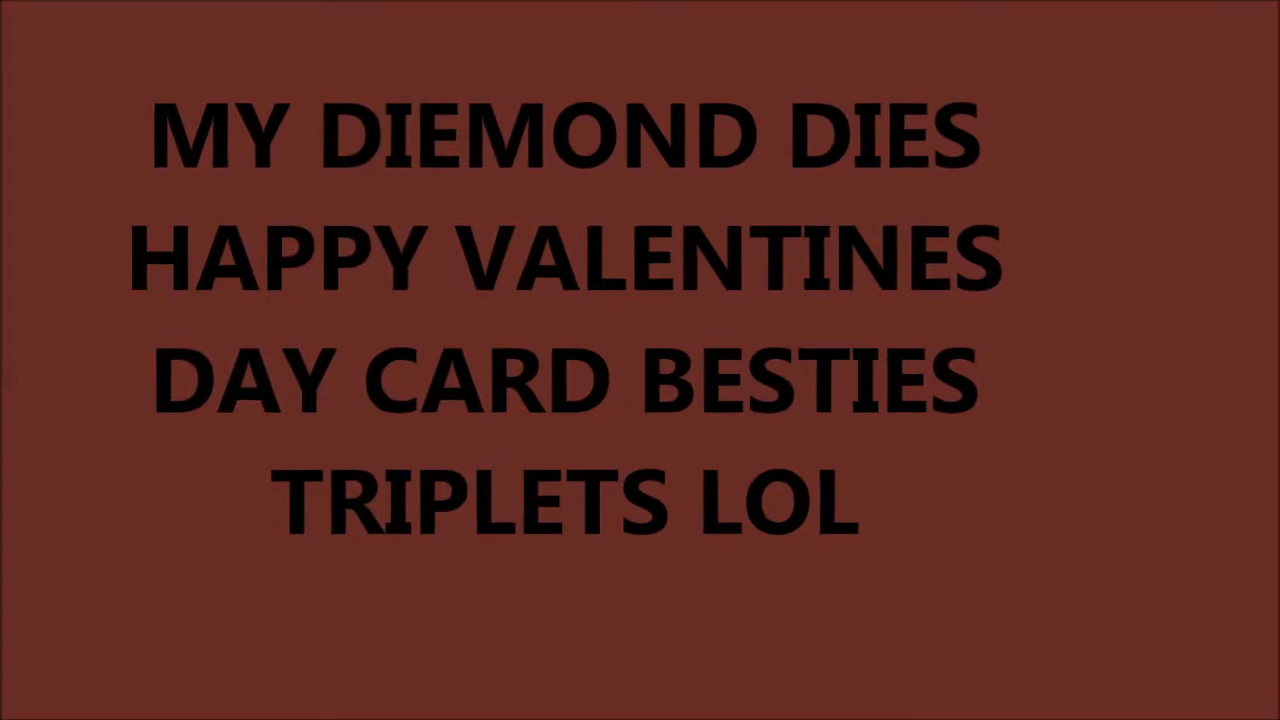 MY DIEMOND DIES
HAPPY VALENTINES
DAY CARD BESTIES
TRIPLETS LOL